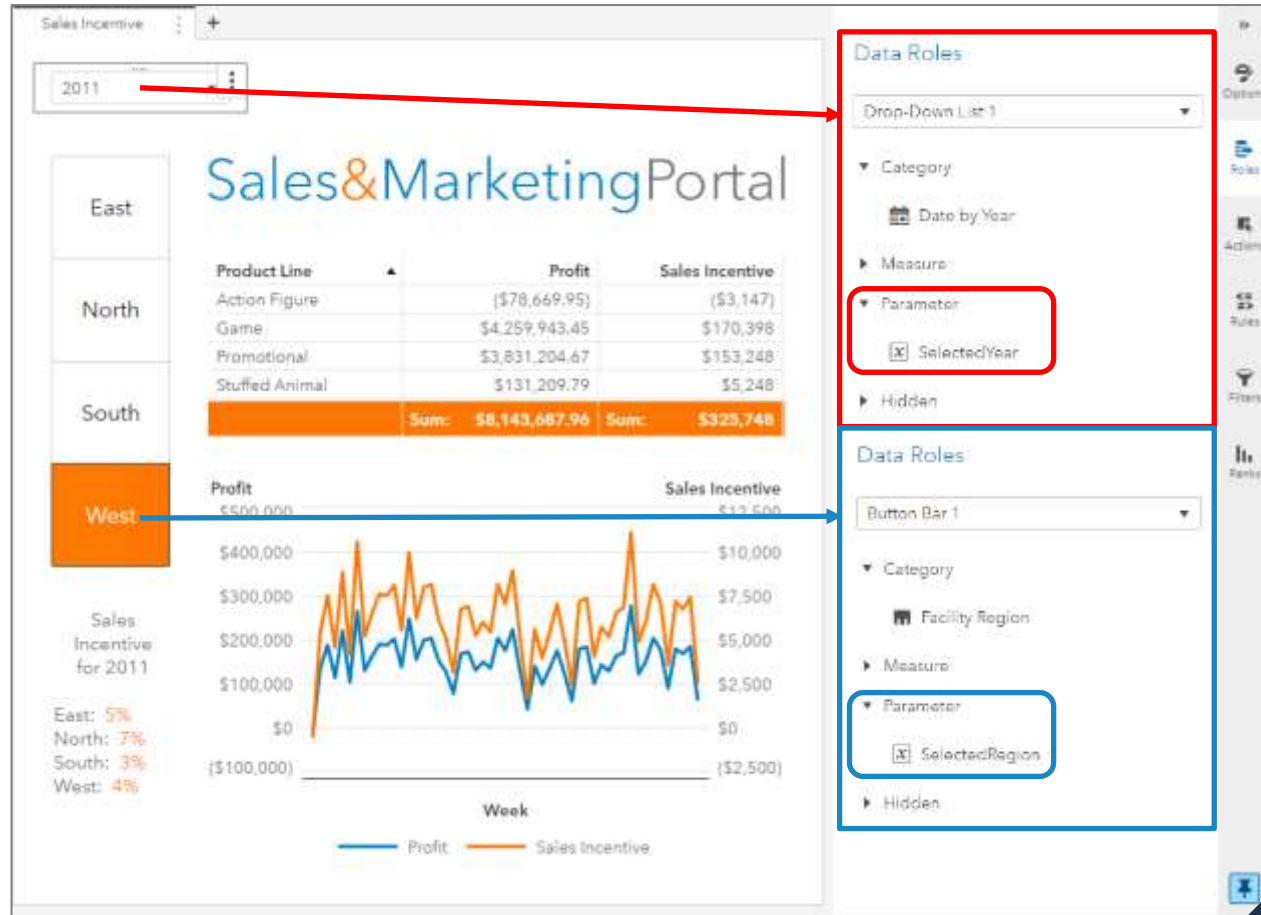 Sales Incentive +
2011
East
North
South
West
Sales
Incentive
for 2011
East: 5%
North: 7%
South: 3%
West: 4%
Sales&MarketingPortal
Product Line Profit Sales Incentive
Action Figure ($78,669.95) ($3,147)
Game $4,259,943.45 $170,398
Promotional $3,831,204.67 $153,248
Stuffed Animal $131,209.79 $5,248
Sum: $8,143,687.96 Sum: $325,748
Profit Sales Incentive
$500,000 $12,500
$400,000 $10,000
$300,000 $7,500
$200,000 $5,000
$100,000 $2,500
$0 $0
($100,000) ($2,500)
Week
Profit Sales Incentive
Data Roles
Drop-Down List 1
Category
Date by Year
Measure
Parameter
x SelectedYear
Hidden
Data Roles
Button Bar 1
Category
Facility Region
Measure
Parameter
x SelectedRegion
Hidden
Roles
Rules
Filters
Ranks